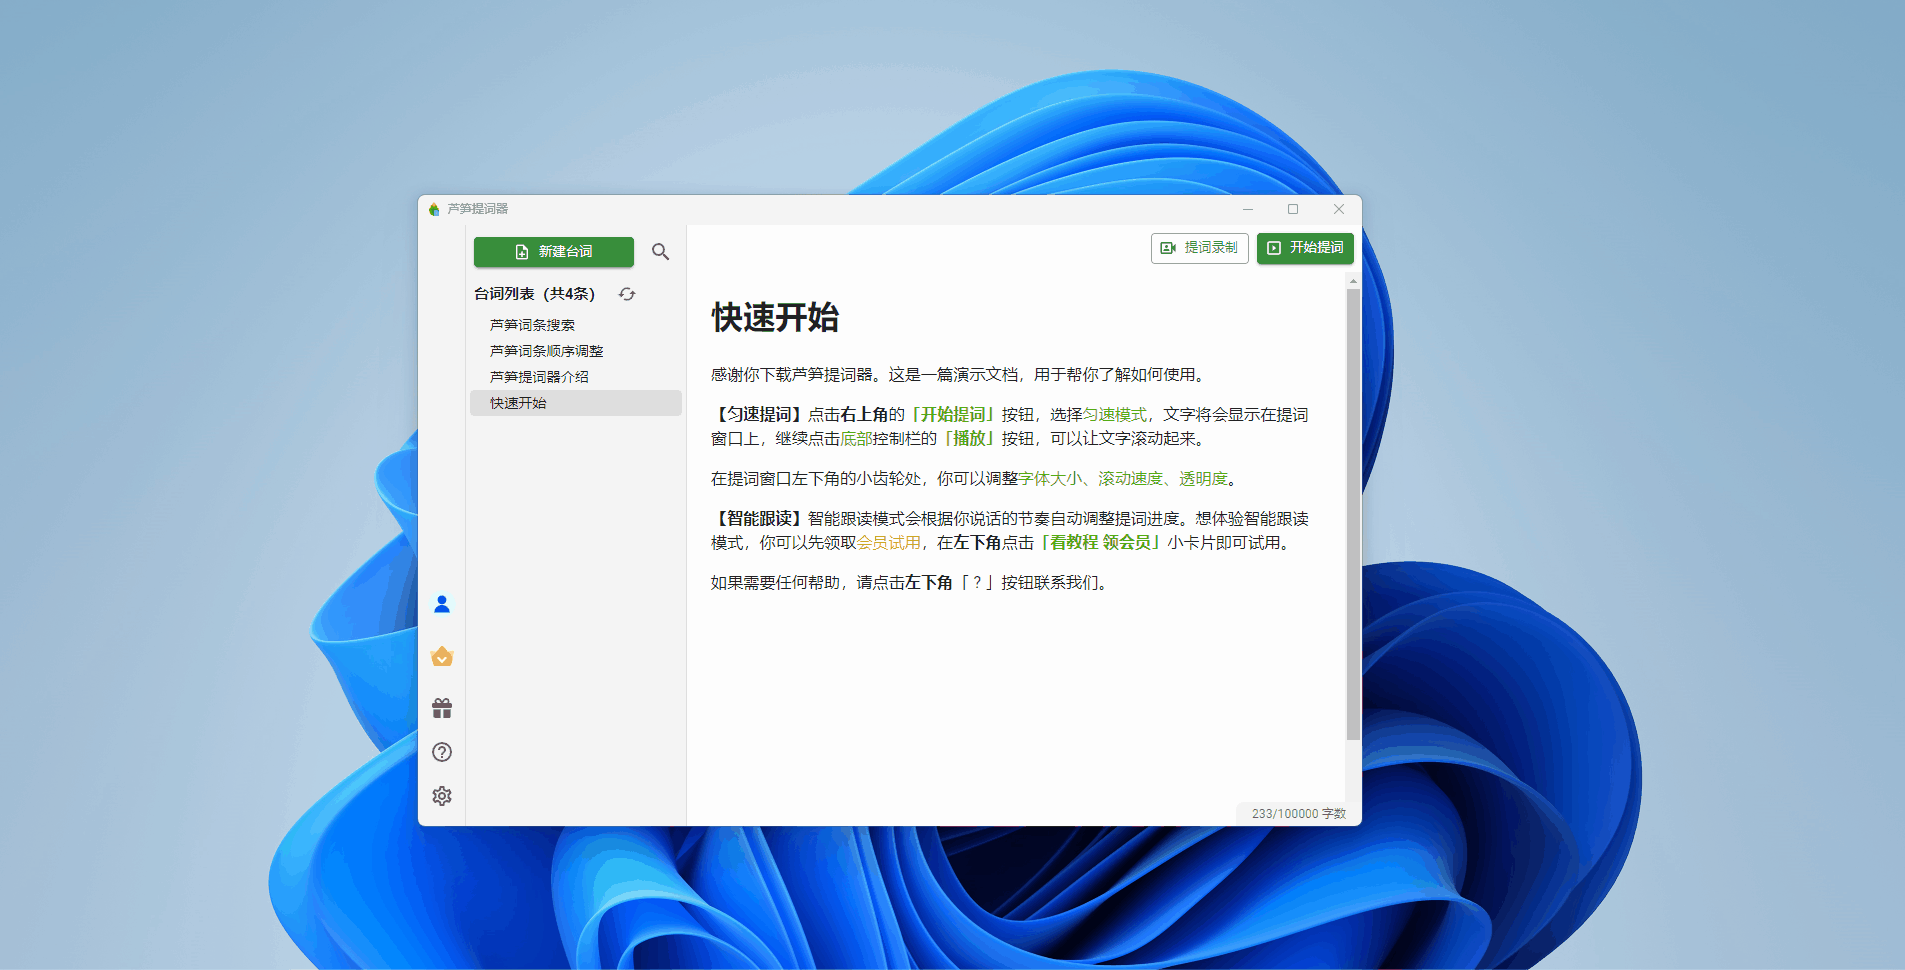 芦笋提词器
新建台词
提词录制
开始提词
台词列表（共4条）
芦笋词条搜索
芦笋词条顺序调整
芦笋提词器介绍
快速开始
快速开始
感谢你下载芦笋提词器。这是一篇演示文档，用于帮你了解如何使用。
【匀速提词】点击右上角的「开始提词」按钮，选择匀速模式，文字将会显示在提词
窗口上，继续点击底部控制栏的「播放」按钮，可以让文字滚动起来。
在提词窗口左下角的小齿轮处，你可以调整字体大小、滚动速度、透明度。
【智能跟读】智能跟读模式会根据你说话的节奏自动调整提词进度。想体验智能跟读
模式，你可以先领取会员试用，在左下角点击「看教程 领会员」小卡片即可试用。
如果需要任何帮助，请点击左下角「？」按钮联系我们。
233/100000 字数